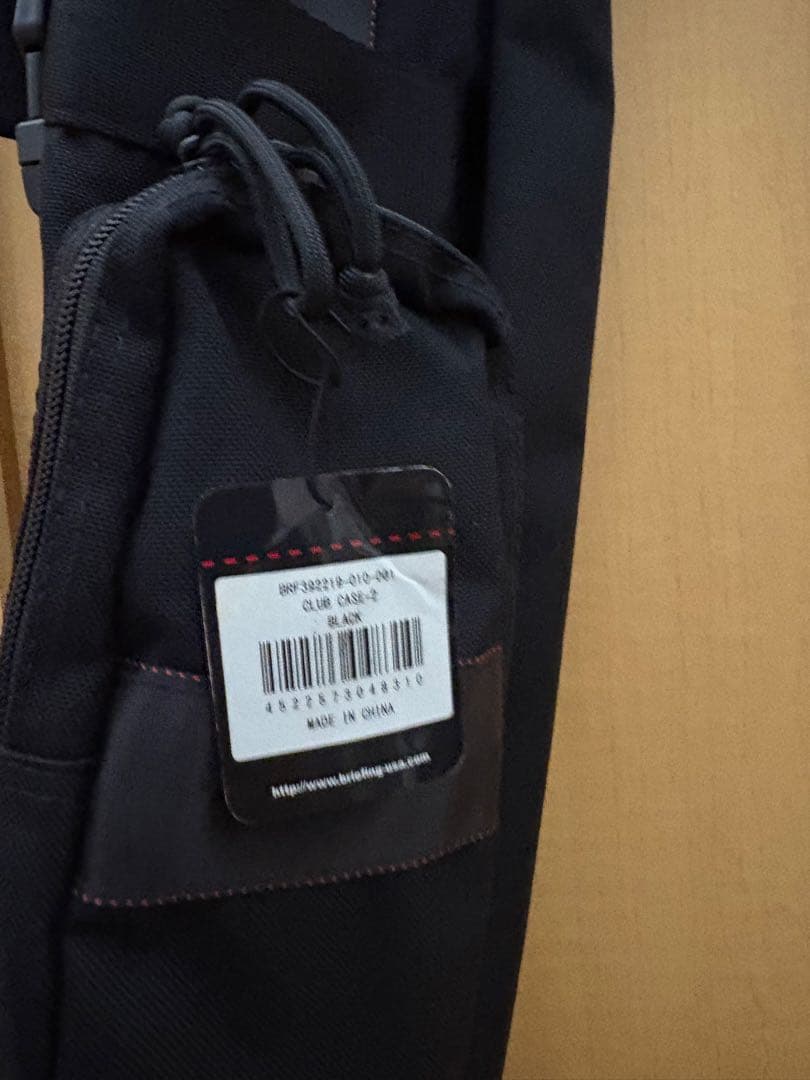 BRF392219-010-001
CLUB CASE-2
BLACK
4522573048310
MADE IN CHINA
http://www.briefing-usa.com